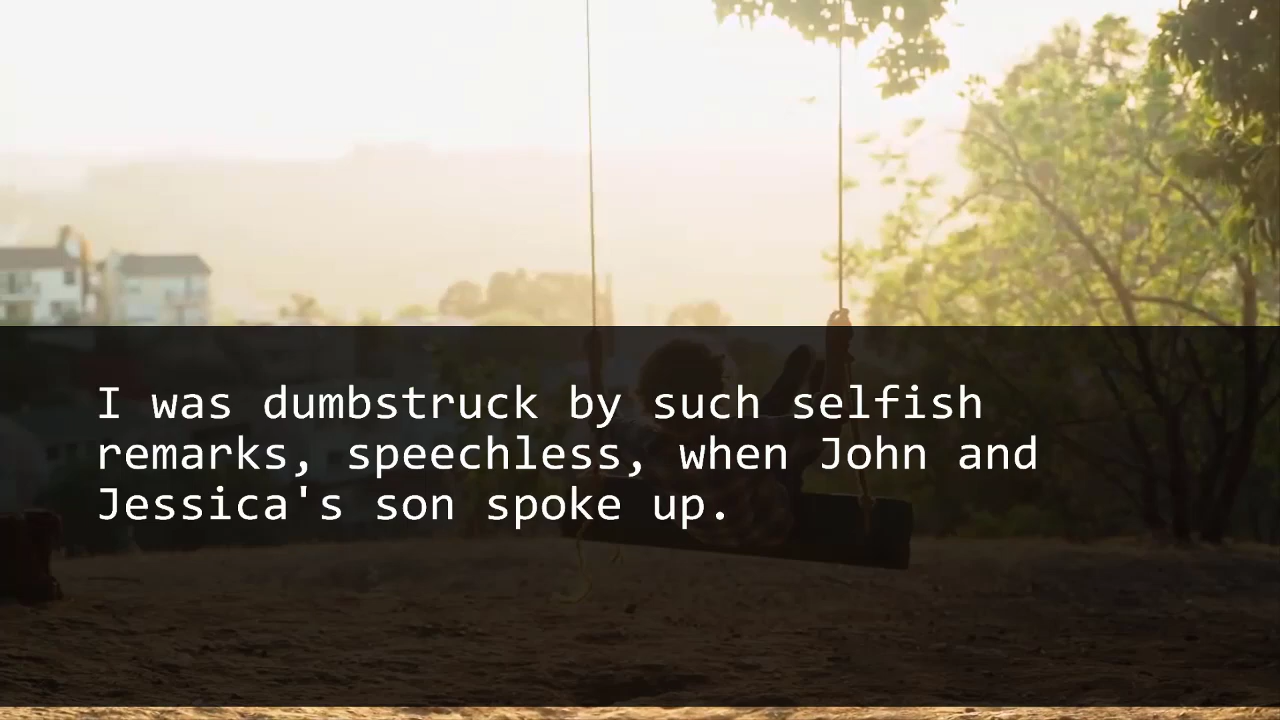 I was dumbstruck by such selfish
remarks, speechless, when John and
Jessica's son spoke up.